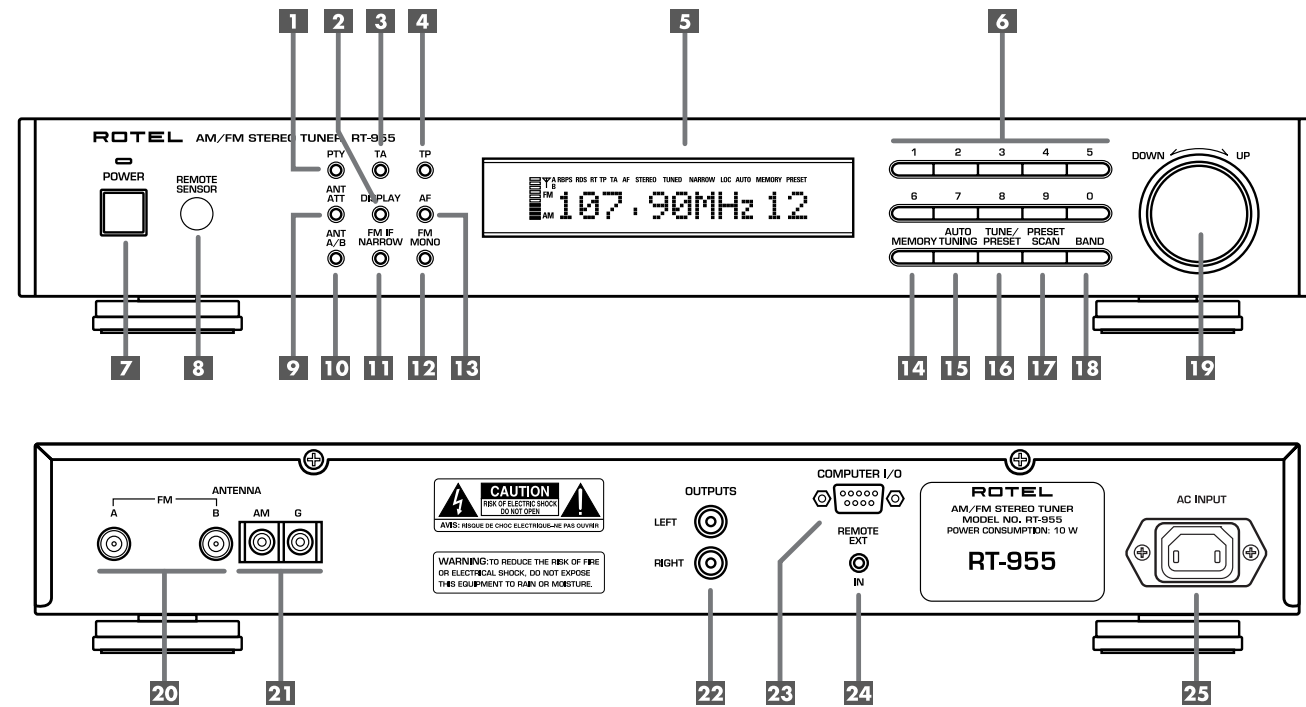 1 2 3 4 5 6
ROTEL AM/FM STEREO TUNER RT-955
PTY TA TP
1 2 3 4 5
DOWN UP
POWER
REMOTE
SENSOR
ANT
ATT
DISPLAY AF
A RBPS RDS RT TP TA AF STEREO TUNED NARROW LOC AUTO MEMORY PRESET
B
FM
AM
107.90MHz 12
6 7 8 9 0
ANT
A/B
FM IF
NARROW
FM
MONO
MEMORY
AUTO
TUNING
TUNE/
PRESET
PRESET
SCAN
BAND
7 8 9 10 11 12 13 14 15 16 17 18 19
ANTENNA
FM
A B
AM G
CAUTION
RISK OF ELECTRIC SHOCK
DO NOT OPEN
AVIS: RISQUE DE CHOC ELECTRIQUE-NE PAS OUVRIR
WARNING: TO REDUCE THE RISK OF FIRE
OR ELECTRICAL SHOCK, DO NOT EXPOSE
THIS EQUIPMENT TO RAIN OR MOISTURE.
OUTPUTS
LEFT
RIGHT
COMPUTER I/O
REMOTE
EXT
IN
ROTEL
AM/FM STEREO TUNER
MODEL NO. RT-955
POWER CONSUMPTION: 10 W
RT-955
AC INPUT
20 21 22 23 24 25